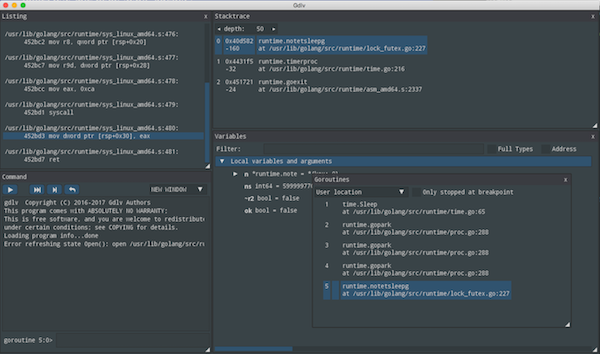 Gdlv
Listing x
/usr/lib/golang/src/runtime/sys_linux_amd64.s:476:
452bc2 mov r8, qword ptr [rsp+0x20]
/usr/lib/golang/src/runtime/sys_linux_amd64.s:477:
452bc7 mov r9d, dword ptr [rsp+0x28]
/usr/lib/golang/src/runtime/sys_linux_amd64.s:478:
452bcc mov eax, 0xca
/usr/lib/golang/src/runtime/sys_linux_amd64.s:479:
452bd1 syscall
/usr/lib/golang/src/runtime/sys_linux_amd64.s:480:
452bd3 mov dword ptr [rsp+0x30], eax
/usr/lib/golang/src/runtime/sys_linux_amd64.s:481:
452bd7 ret
Command
NEW WINDOW
gdlv Copyright (C) 2016-2017 Gdlv Authors
This program comes with ABSOLUTELY NO WARRANTY:
This is free software, and you are welcome to redistribute
under certain conditions; see COPYING for details.
Loading program info...done
Error refreshing state Open(): open /usr/lib/golang/src/ru
goroutine 5:0>
Stacktrace x
depth: 50
0 0x40d582 runtime.notetsleepg
-160 at /usr/lib/golang/src/runtime/lock_futex.go:227
1 0x4431f5 runtime.timerproc
-32 at /usr/lib/golang/src/runtime/time.go:216
2 0x451721 runtime.goexit
-24 at /usr/lib/golang/src/runtime/asm_amd64.s:2337
Variables x
Filter: Full Types Address
Local variables and arguments
n *runtime.note =
ns int64 = 599997
~r2 bool = false
ok bool = false
Goroutines x
User location Only stopped at breakpoint
1 time.Sleep
at /usr/lib/golang/src/runtime/time.go:65
2 runtime.gopark
at /usr/lib/golang/src/runtime/proc.go:288
3 runtime.gopark
at /usr/lib/golang/src/runtime/proc.go:288
4 runtime.gopark
at /usr/lib/golang/src/runtime/proc.go:288
5 runtime.notetsleepg
at /usr/lib/golang/src/runtime/lock_futex.go:227